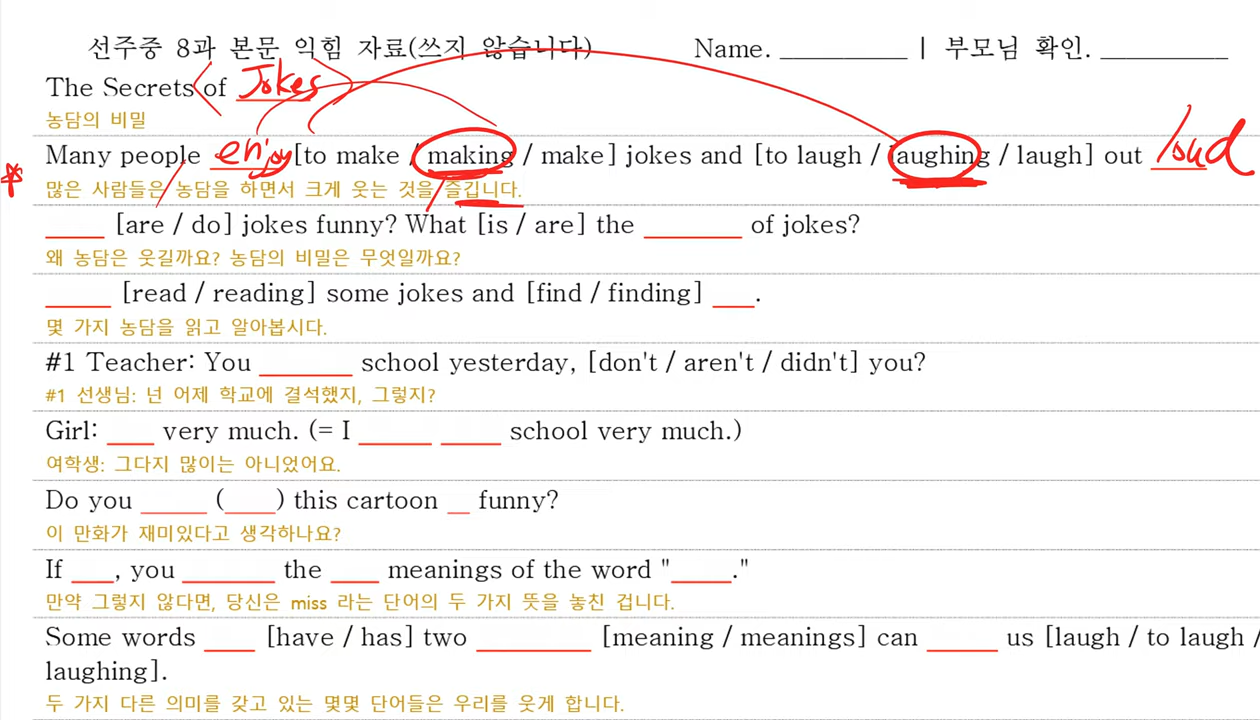 선주중 8과 본문 익힘 자료(쓰지 않습니다) Name. __________ | 부모님 확인. __________
The Secrets of Jokes
농담의 비밀
Many people enjoy [to make / making / make] jokes and [to laugh / laughing / laugh] out loud
많은 사람들은 농담을 하면서 크게 웃는 것을 즐깁니다.
_____ [are / do] jokes funny? What [is / are] the ________ of jokes?
왜 농담은 웃길까요? 농담의 비밀은 무엇일까요?
_____ [read / reading] some jokes and [find / finding] ____.
몇 가지 농담을 읽고 알아봅시다.
#1 Teacher: You ________ school yesterday, [don't / aren't / didn't] you?
#1 선생님: 넌 어제 학교에 결석했지, 그렇지?
Girl: ____ very much. (= I ______ _____ school very much.)
여학생: 그다지 많이는 아니었어요.
Do you _____ (____) this cartoon __ funny?
이 만화가 재미있다고 생각하나요?
If ____, you ________ the ____ meanings of the word "_____."
만약 그렇지 않다면, 당신은 miss 라는 단어의 두 가지 뜻을 놓친 겁니다.
Some words ____ [have / has] two __________ [meaning / meanings] can ______ us [laugh / to laugh /
laughing].
두 가지 다른 의미를 갖고 있는 몇몇 단어들은 우리를 웃게 합니다.